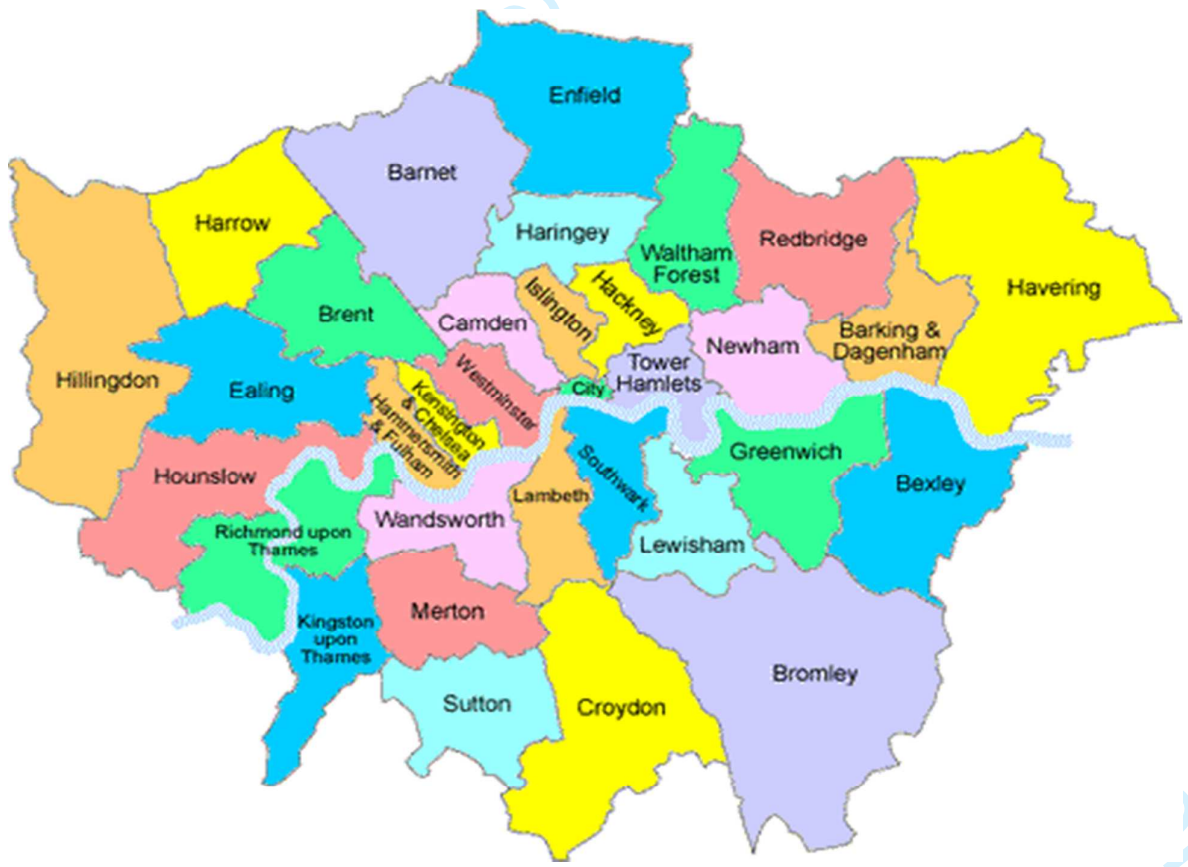 Enfield
Barnet
Harrow
Haringey
Waltham
Forest
Redbridge
Havering
Brent
Camden
Islington
Hackney
Barking &
Dagenham
Hillingdon
Ealing
Westminster
Tower
Hamlets
Newham
City
Kensington
& Chelsea
Hammersmith
& Fulham
Hounslow
Greenwich
Bexley
Southwark
Lambeth
Wandsworth
Richmond upon
Thames
Lewisham
Merton
Kingston
upon
Thames
Bromley
Sutton
Croydon